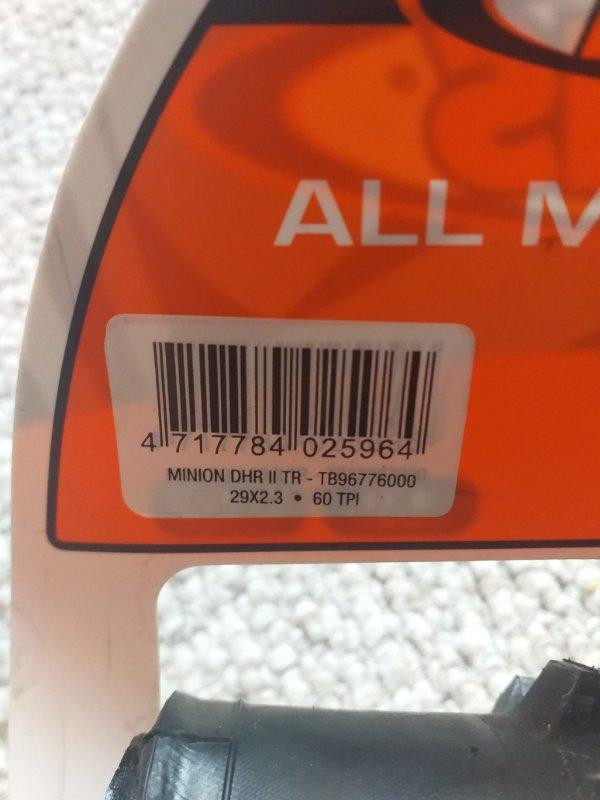 ALL M
4 717784 025964
MINION DHR II TR - TB96776000
29X2.3 • 60 TPI